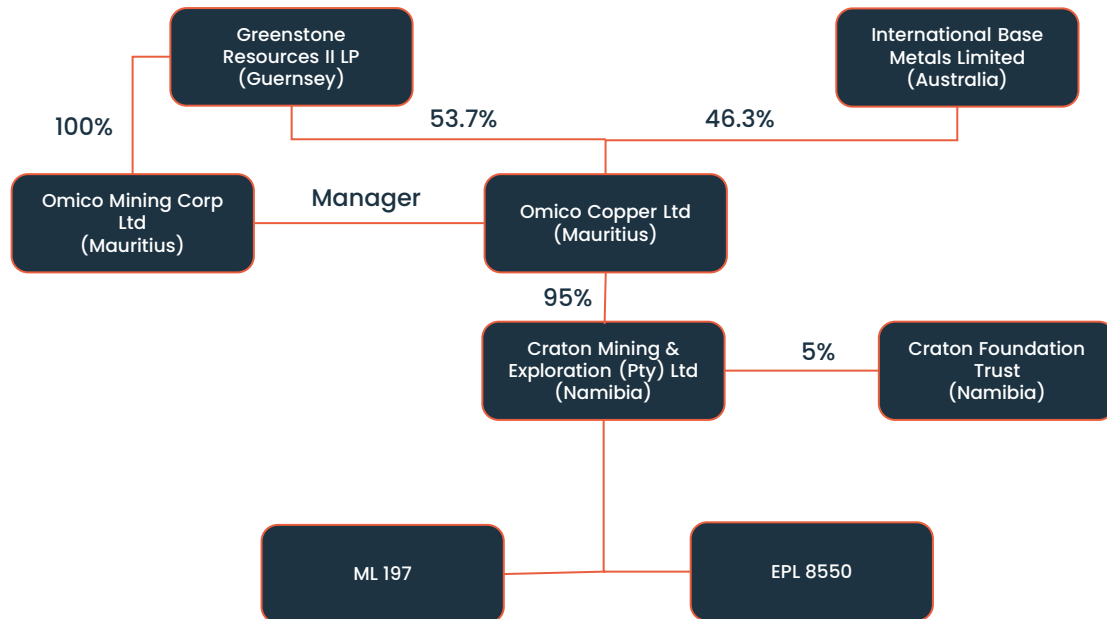 Greenstone
Resources II LP
(Guernsey)
International Base
Metals Limited
(Australia)
100%
53.7%
46.3%
Omico Mining Corp
Ltd
(Mauritius)
Manager
Omico Copper Ltd
(Mauritius)
95%
Craton Mining &
Exploration (Pty) Ltd
(Namibia)
5%
Craton Foundation
Trust
(Namibia)
ML 197
EPL 8550